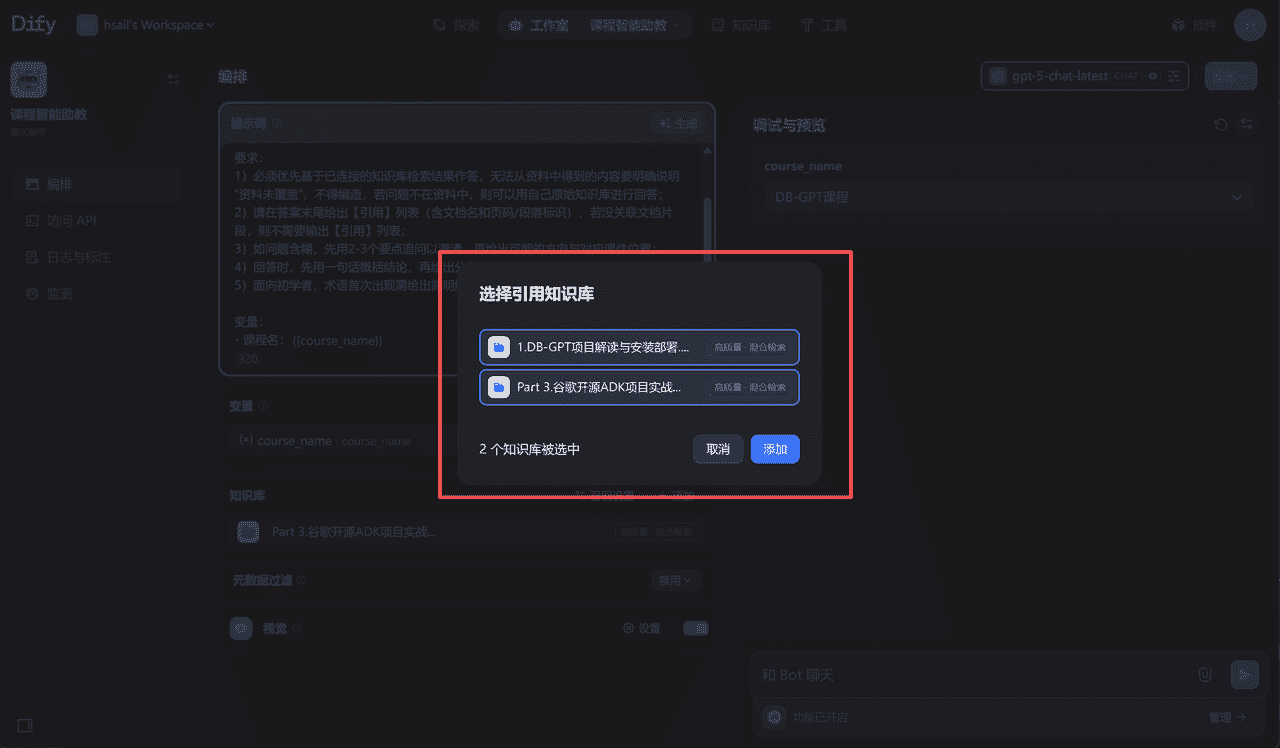 Dify
hsail's Workspace
探索
工作室
课程智能助教
知识库
工具
插件
课程智能助教
聊天助手
编排
访问 API
日志与标注
监测
编排
gpt-5-chat-latest CHAT
提示词
生成
要求：
1）必须优先基于已连接的知识库检索结果作答，无法从资料中得到的内容要明确说明
“资料未覆盖”，不得编造，若问题不在资料中，则可以用自己原始知识库进行回答；
2）请在答案末尾给出【引用】列表（含文档名和页码/段落标识），若没关联文档片
段，则不需要输出【引用】列表；
3）如问题含糊，先用2-3个要点追问以澄清，再给出可能的方向与对应课件位置；
4）回答时，先用一句话概括结论，再给出分
5）面向初学者，术语首次出现需给出简明
变量：
- 课程名： {{course_name}}
320
变量
{x} course_name course_name
知识库
召回设置
添加
Part 3.谷歌开源ADK项目实战...
高质量 · 混合检索
元数据过滤
禁用
视觉
设置
选择引用知识库
1.DB-GPT项目解读与安装部署....
高质量 · 混合检索
Part 3.谷歌开源ADK项目实战...
高质量 · 混合检索
2 个知识库被选中
取消
添加
调试与预览
course_name
DB-GPT课程
和 Bot 聊天
功能已开启
管理